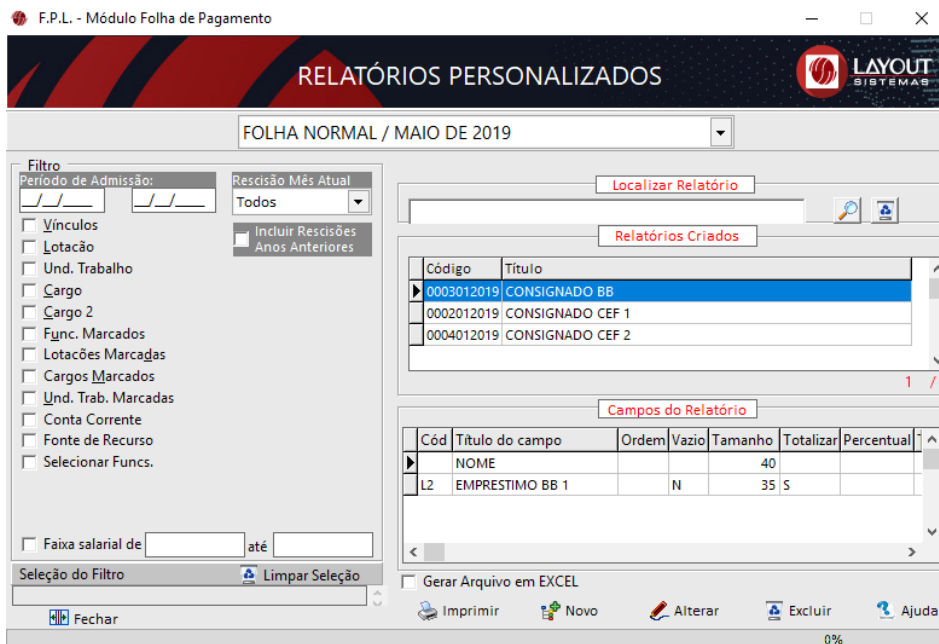 F.P.L. - Módulo Folha de Pagamento
RELATÓRIOS PERSONALIZADOS
LAYOUT
SISTEMAS
FOLHA NORMAL / MAIO DE 2019
Filtro
Período de Admissão:
__/__/____
__/__/____
Rescisão Mês Atual
Todos
Incluir Rescisões
Anos Anteriores
Vínculos
Lotacão
Und. Trabalho
Cargo
Cargo 2
Func. Marcados
Lotacões Marcadas
Cargos Marcados
Und. Trab. Marcadas
Conta Corrente
Fonte de Recurso
Selecionar Funcs.
Faixa salarial de
até
Seleção do Filtro
Limpar Seleção
Fechar
Localizar Relatório
Relatórios Criados
Código Título
0003012019 CONSIGNADO BB
0002012019 CONSIGNADO CEF 1
0004012019 CONSIGNADO CEF 2
1 /
Campos do Relatório
Cód Título do campo Ordem Vazio Tamanho Totalizar Percentual T
NOME 40
L2 EMPRESTIMO BB 1 N 35 S
Gerar Arquivo em EXCEL
Imprimir Novo Alterar Excluir Ajuda
0%